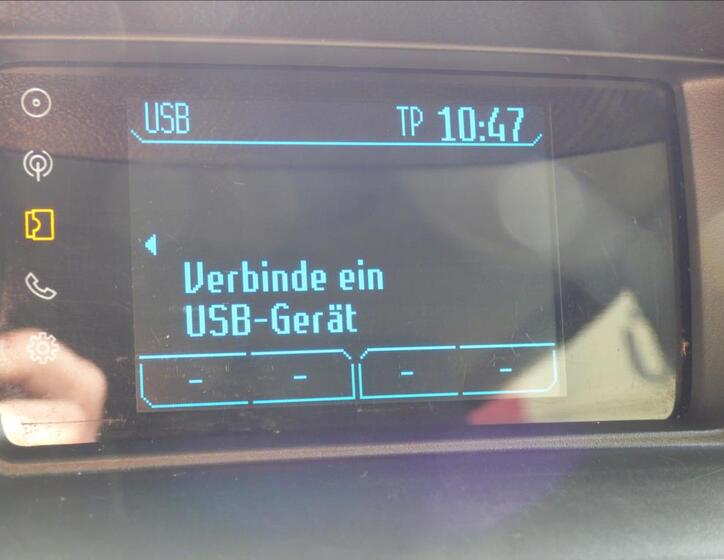 USB TP 10:47
Verbinde ein
USB-Gerät
- - - -